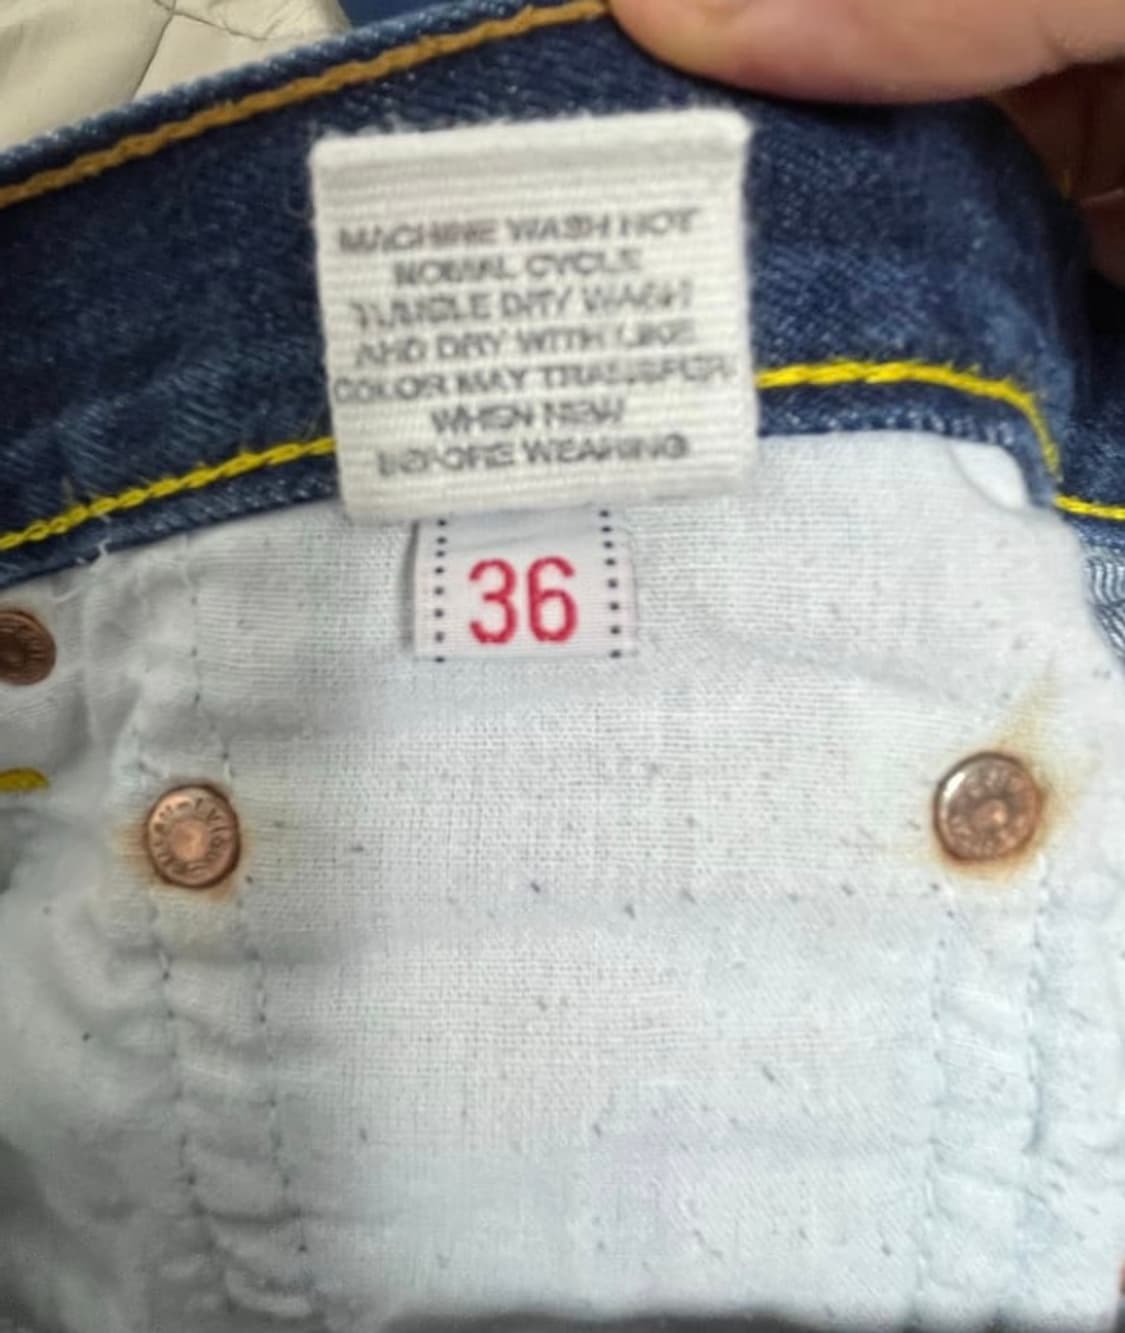 MACHINE WASH HOT
NORMAL CYCLE
TUMBLE DRY WASH
AND DRY WITH LIKE
COLOR MAY TRANSFER
WHEN NEW
BEFORE WEARING
36